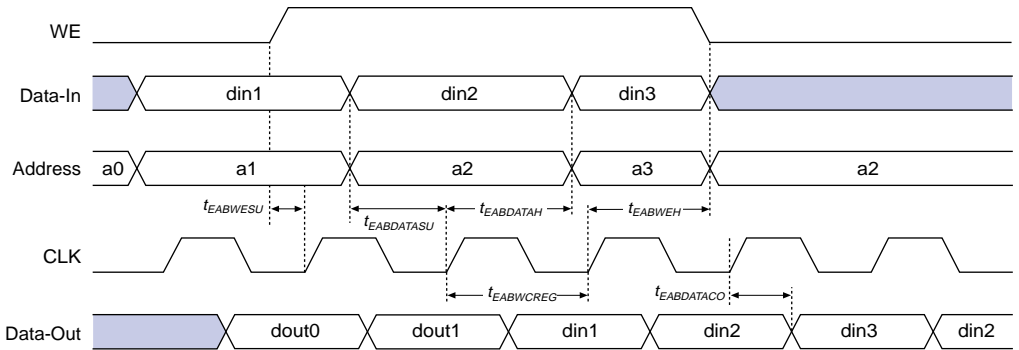 WE
Data-In din1 din2 din3
Address a0 a1 a2 a3 a2
tEABWESU tEABDATASU tEABDATAH tEABWEH
CLK
tEABWCREG tEABDATACO
Data-Out dout0 dout1 din1 din2 din3 din2